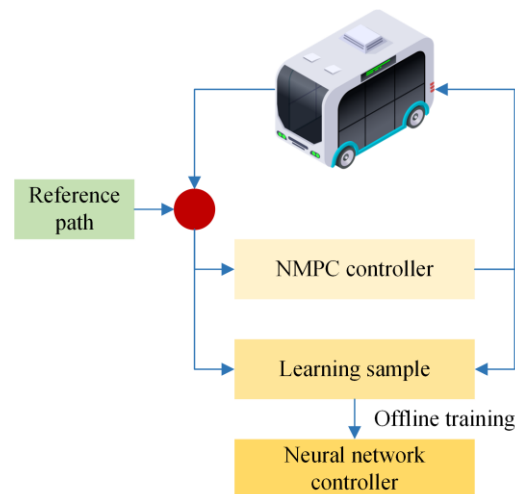 Reference
path
NMPC controller
Learning sample
Offline training
Neural network
controller